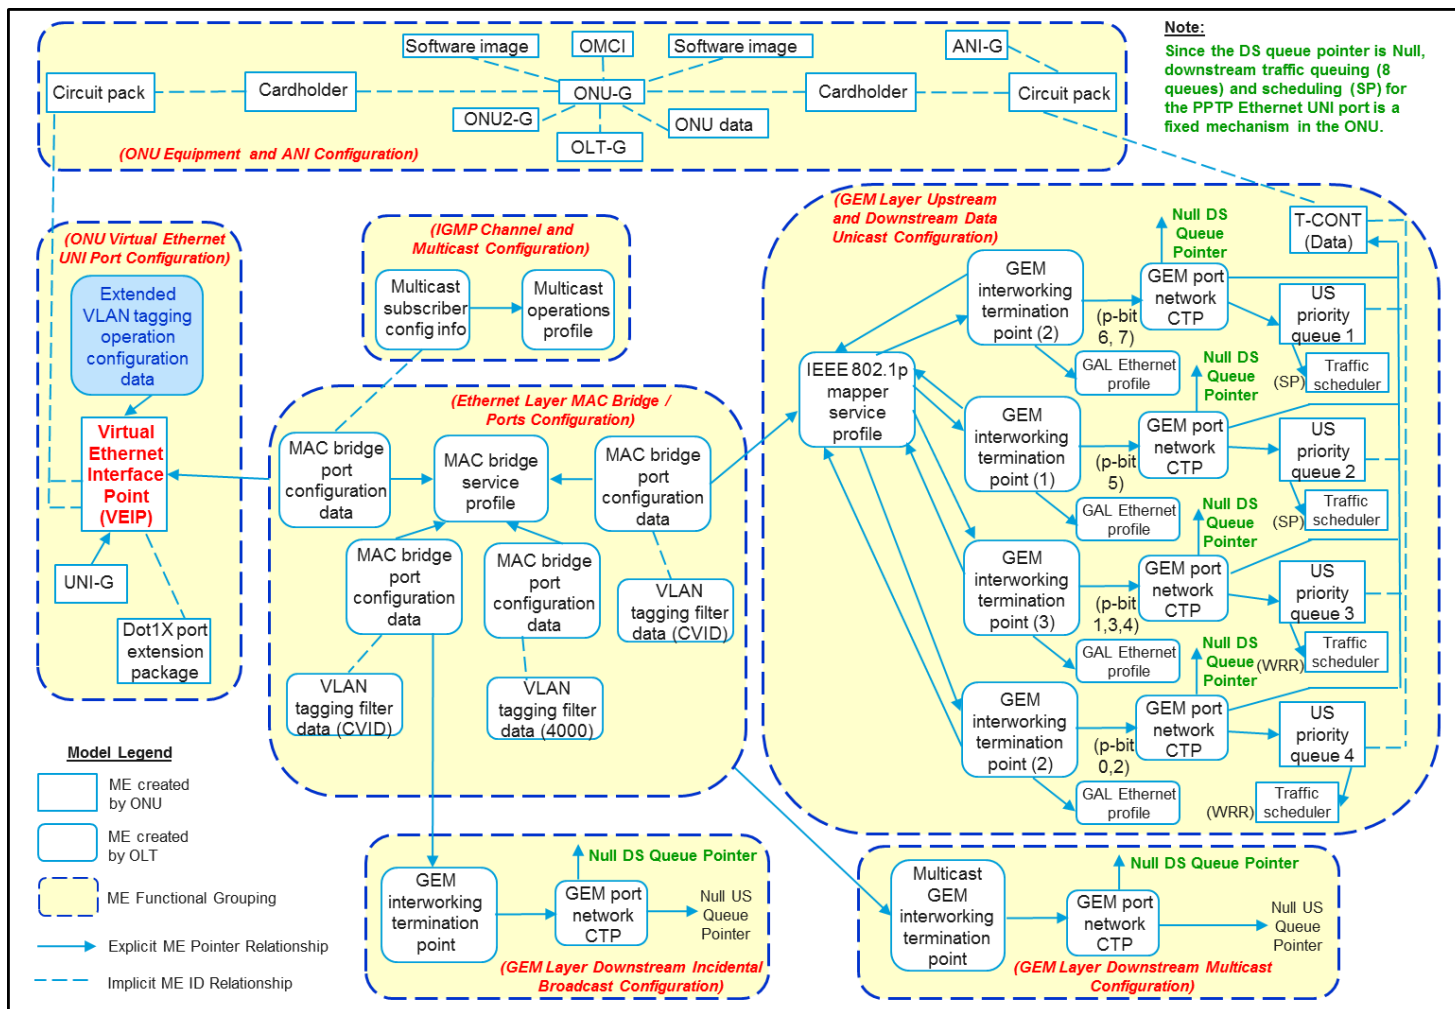 Software image
OMCI
Software image
ANI-G
Circuit pack
Cardholder
ONU-G
Cardholder
Circuit pack
ONU2-G
ONU data
OLT-G
(ONU Equipment and ANI Configuration)
Note:
Since the DS queue pointer is Null,
downstream traffic queuing (8
queues) and scheduling (SP) for
the PPTP Ethernet UNI port is a
fixed mechanism in the ONU.
(ONU Virtual Ethernet
UNI Port Configuration)
Extended
VLAN tagging
operation
configuration
data
Virtual
Ethernet
Interface
Point
(VEIP)
UNI-G
Dot1X port
extension
package
(IGMP Channel and
Multicast Configuration)
Multicast
subscriber
config info
Multicast
operations
profile
(Ethernet Layer MAC Bridge /
Ports Configuration)
MAC bridge
port
configuration
data
MAC bridge
service
profile
MAC bridge
port
configuration
data
MAC bridge
port
configuration
data
MAC bridge
port
configuration
data
VLAN
tagging filter
data (CVID)
VLAN
tagging filter
data (CVID)
VLAN
tagging filter
data (4000)
(GEM Layer Upstream
and Downstream Data
Unicast Configuration)
IEEE 802.1p
mapper
service
profile
Null DS
Queue
Pointer
T-CONT
(Data)
GEM
interworking
termination
point (2)
(p-bit
6, 7)
GEM port
network
CTP
US
priority
queue 1
GAL Ethernet
profile
(SP)
Traffic
scheduler
Null DS
Queue
Pointer
GEM
interworking
termination
point (1)
(p-bit
5)
GEM port
network
CTP
US
priority
queue 2
GAL Ethernet
profile
(SP)
Traffic
scheduler
Null DS
Queue
Pointer
GEM
interworking
termination
point (3)
(p-bit
1,3,4)
GEM port
network
CTP
US
priority
queue 3
GAL Ethernet
profile
(WRR)
Traffic
scheduler
Null DS
Queue
Pointer
GEM
interworking
termination
point (2)
(p-bit
0,2)
GEM port
network
CTP
US
priority
queue 4
GAL Ethernet
profile
(WRR)
Traffic
scheduler
Model Legend
ME created
by ONU
ME created
by OLT
ME Functional Grouping
Explicit ME Pointer Relationship
Implicit ME ID Relationship
Null DS Queue Pointer
GEM
interworking
termination
point
GEM port
network
CTP
Null US
Queue
Pointer
(GEM Layer Downstream Incidental
Broadcast Configuration)
Null DS Queue Pointer
Multicast
GEM
interworking
termination
point
GEM port
network
CTP
Null US
Queue
Pointer
(GEM Layer Downstream Multicast
Configuration)